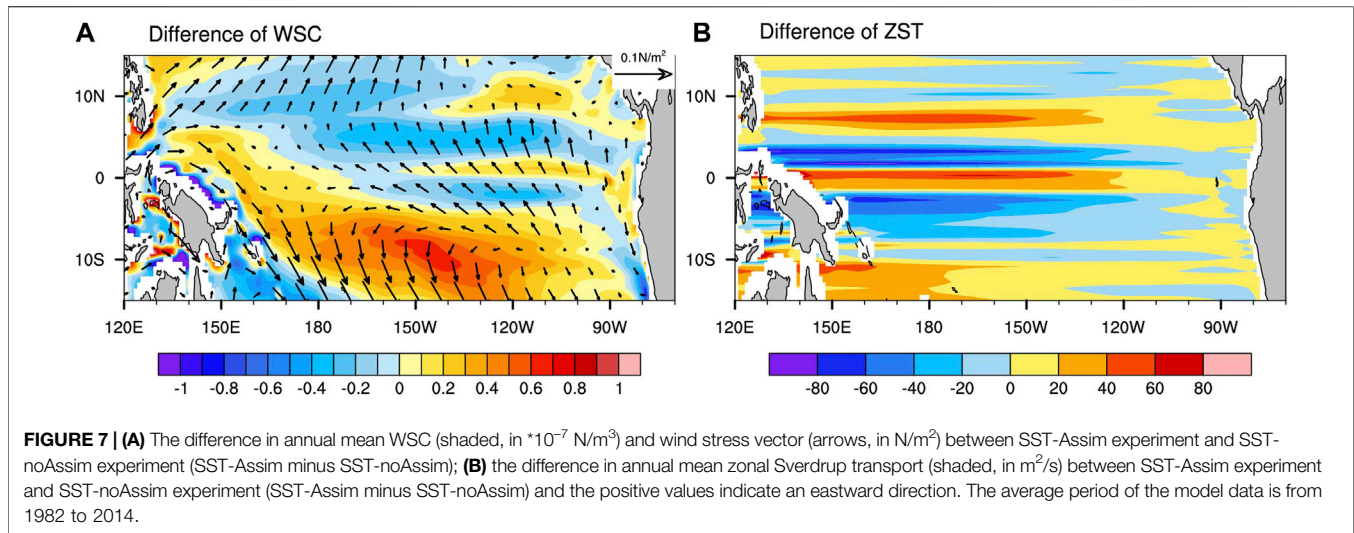 A Difference of WSC
0.1N/m²
10N
0
10S
120E 150E 180 150W 120W 90W
-1 -0.8 -0.6 -0.4 -0.2 0 0.2 0.4 0.6 0.8 1
B Difference of ZST
10N
0
10S
120E 150E 180 150W 120W 90W
-80 -60 -40 -20 0 20 40 60 80
FIGURE 7 | (A) The difference in annual mean WSC (shaded, in *10⁻⁷ N/m³) and wind stress vector (arrows, in N/m²) between SST-Assim experiment and SST-
noAssim experiment (SST-Assim minus SST-noAssim); (B) the difference in annual mean zonal Sverdrup transport (shaded, in m²/s) between SST-Assim experiment
and SST-noAssim experiment (SST-Assim minus SST-noAssim) and the positive values indicate an eastward direction. The average period of the model data is from
1982 to 2014.